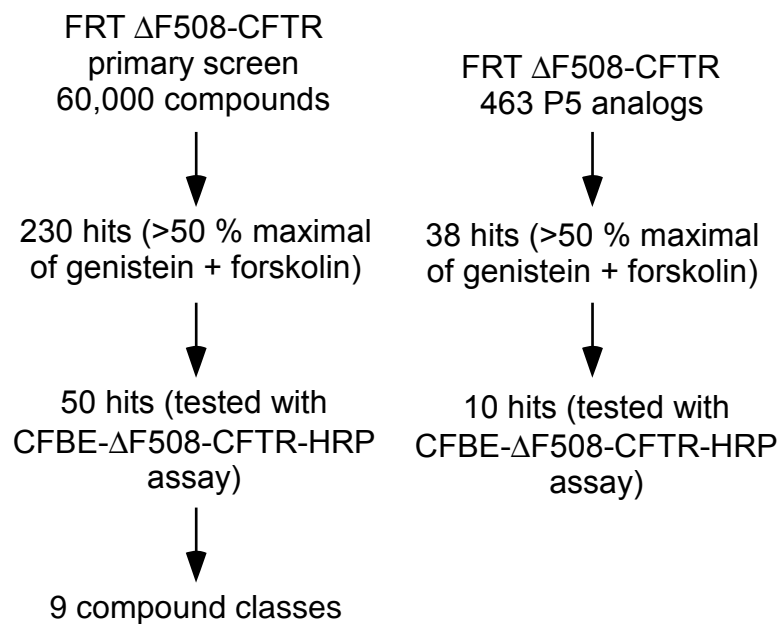 FRT ΔF508-CFTR
primary screen
60,000 compounds
230 hits (>50 % maximal
of genistein + forskolin)
50 hits (tested with
CFBE-ΔF508-CFTR-HRP
assay)
9 compound classes
FRT ΔF508-CFTR
463 P5 analogs
38 hits (>50 % maximal
of genistein + forskolin)
10 hits (tested with
CFBE-ΔF508-CFTR-HRP
assay)